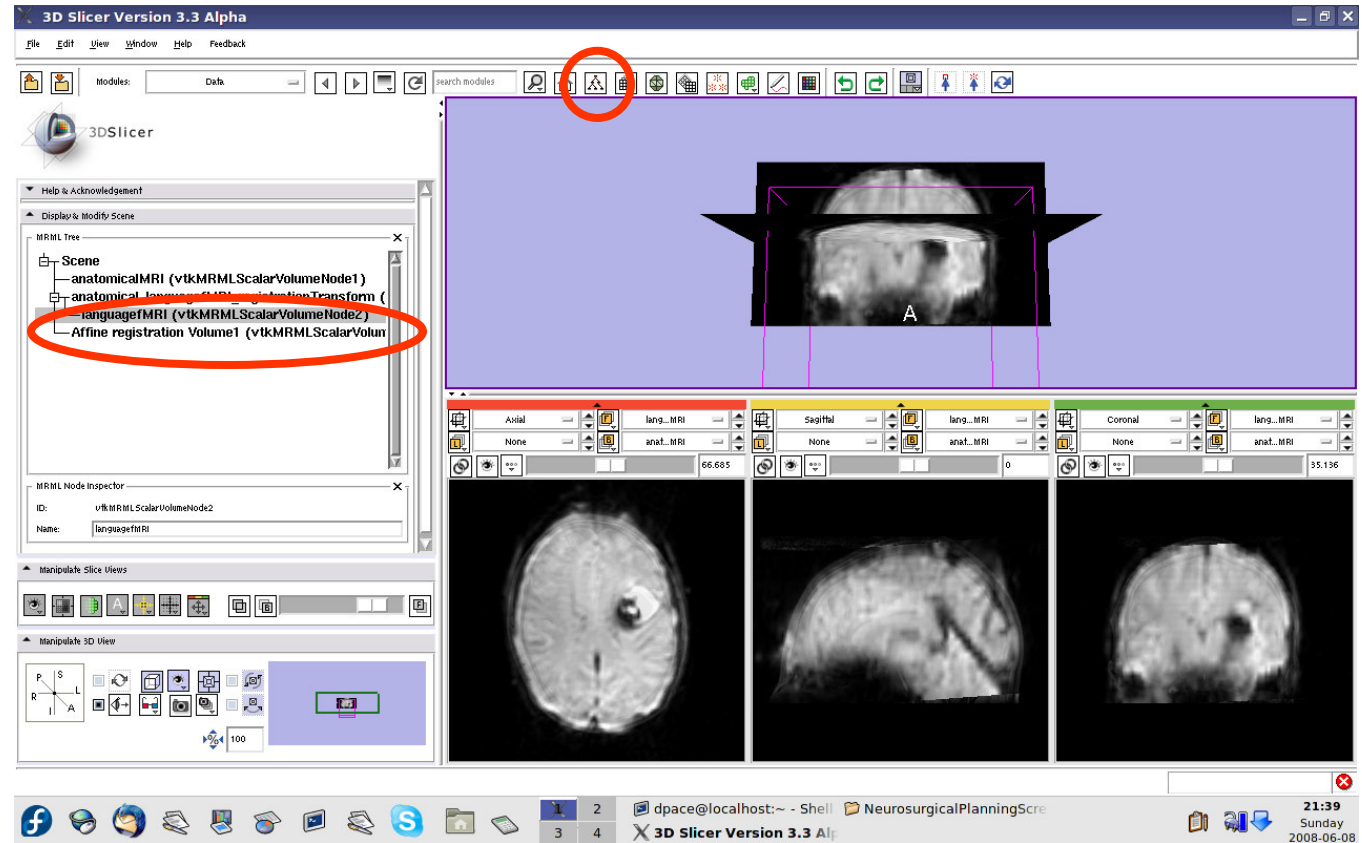 3D Slicer Version 3.3 Alpha
File Edit View Window Help Feedback
Modules: Data search modules
3DSlicer
Help & Acknowledgement
Display & Modify Scene
MRML Tree
Scene
anatomicalMRI (vtkMRMLScalarVolumeNode1)
anatomical_languagefMRI_registrationTransform (
languagefMRI (vtkMRMLScalarVolumeNode2)
Affine registration Volume1 (vtkMRMLScalarVolum
MRML Node Inspector
ID: vtkMRMLScalarVolumeNode2
Name: languagefMRI
Manipulate Slice Views
A
B
F
Manipulate 3D View
P S
R L
I A
% 100
A
Axial F lang...MRI
L None B anat...MRI
66.685
Sagittal F lang...MRI
L None B anat...MRI
0
Coronal F lang...MRI
L None B anat...MRI
35.136
1 2
3 4
dpace@localhost:~ - Shell
NeurosurgicalPlanningScre
3D Slicer Version 3.3 Alp
21:39
Sunday
2008-06-08